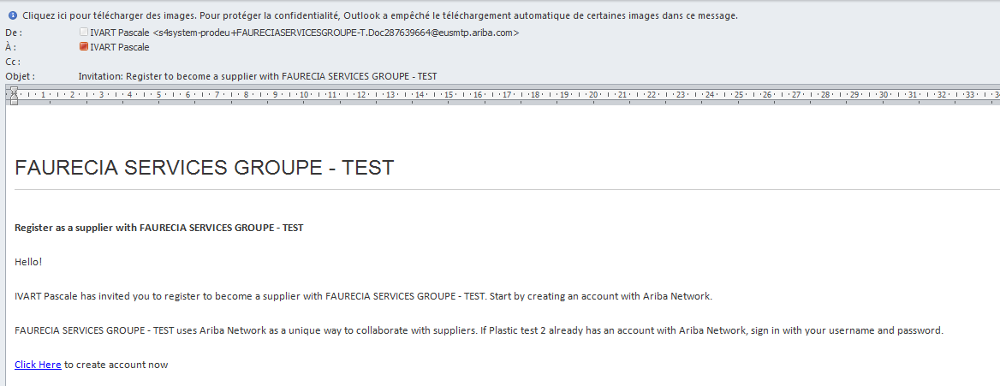 Cliquez ici pour télécharger des images. Pour protéger la confidentialité, Outlook a empêché le téléchargement automatique de certaines images dans ce message.
De : IVART Pascale <s4system-prodeu+FAURECIASERVICESGROUPE-T.Doc287639664@eusmtp.ariba.com>
À : IVART Pascale
Cc :
Objet : Invitation: Register to become a supplier with FAURECIA SERVICES GROUPE - TEST
1 2 3 4 5 6 7 8 9 10 11 12 13 14 15 16 17 18 19 20 21 22 23 24 25 26 27 28 29 30 31 32 33 34
FAURECIA SERVICES GROUPE - TEST
Register as a supplier with FAURECIA SERVICES GROUPE - TEST
Hello!
IVART Pascale has invited you to register to become a supplier with FAURECIA SERVICES GROUPE - TEST. Start by creating an account with Ariba Network.
FAURECIA SERVICES GROUPE - TEST uses Ariba Network as a unique way to collaborate with suppliers. If Plastic test 2 already has an account with Ariba Network, sign in with your username and password.
Click Here to create account now